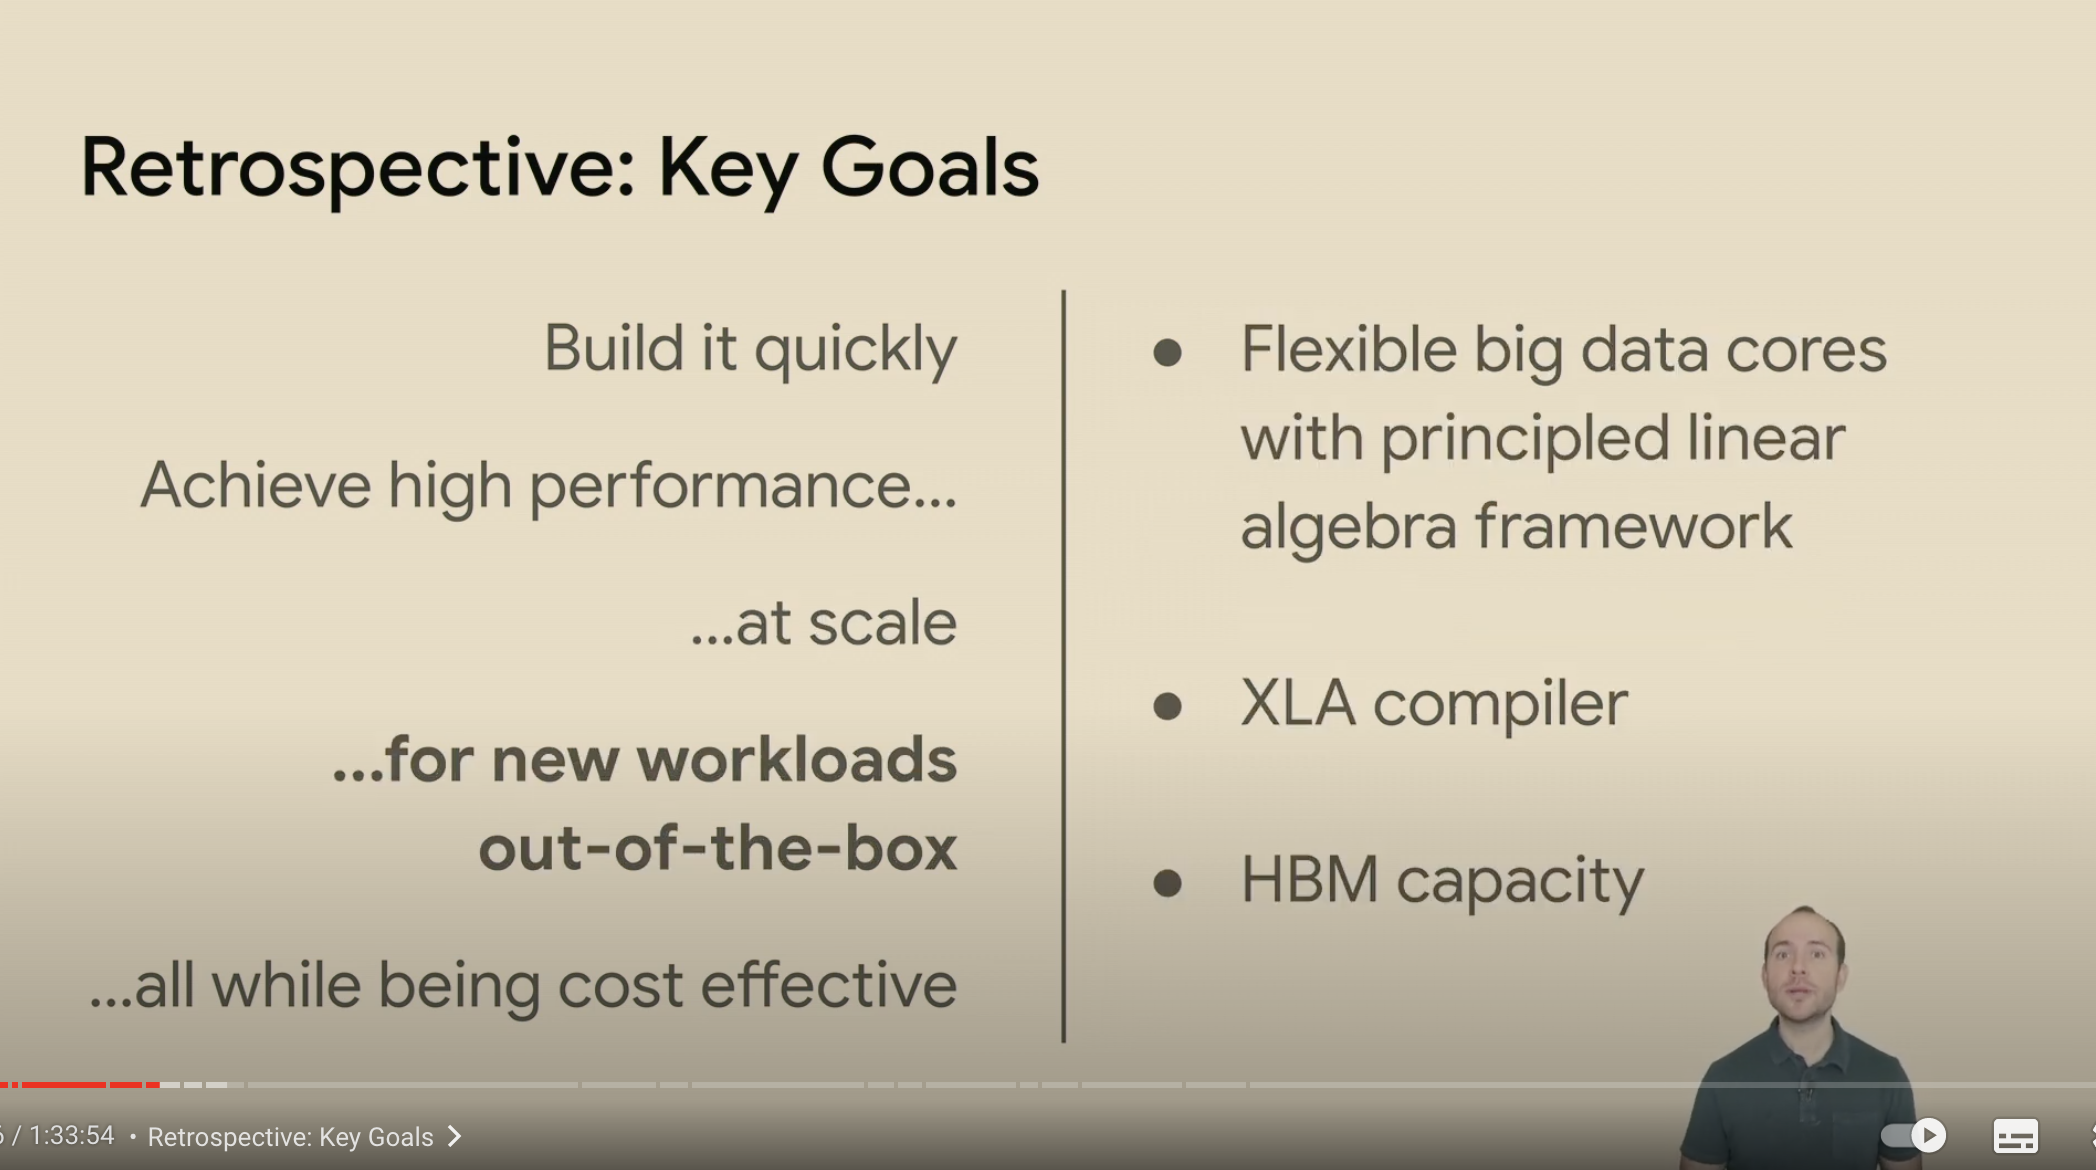 Retrospective: Key Goals
Build it quickly
Achieve high performance...
...at scale
...for new workloads
out-of-the-box
...all while being cost effective
● Flexible big data cores
with principled linear
algebra framework
● XLA compiler
● HBM capacity
/ 1:33:54 • Retrospective: Key Goals